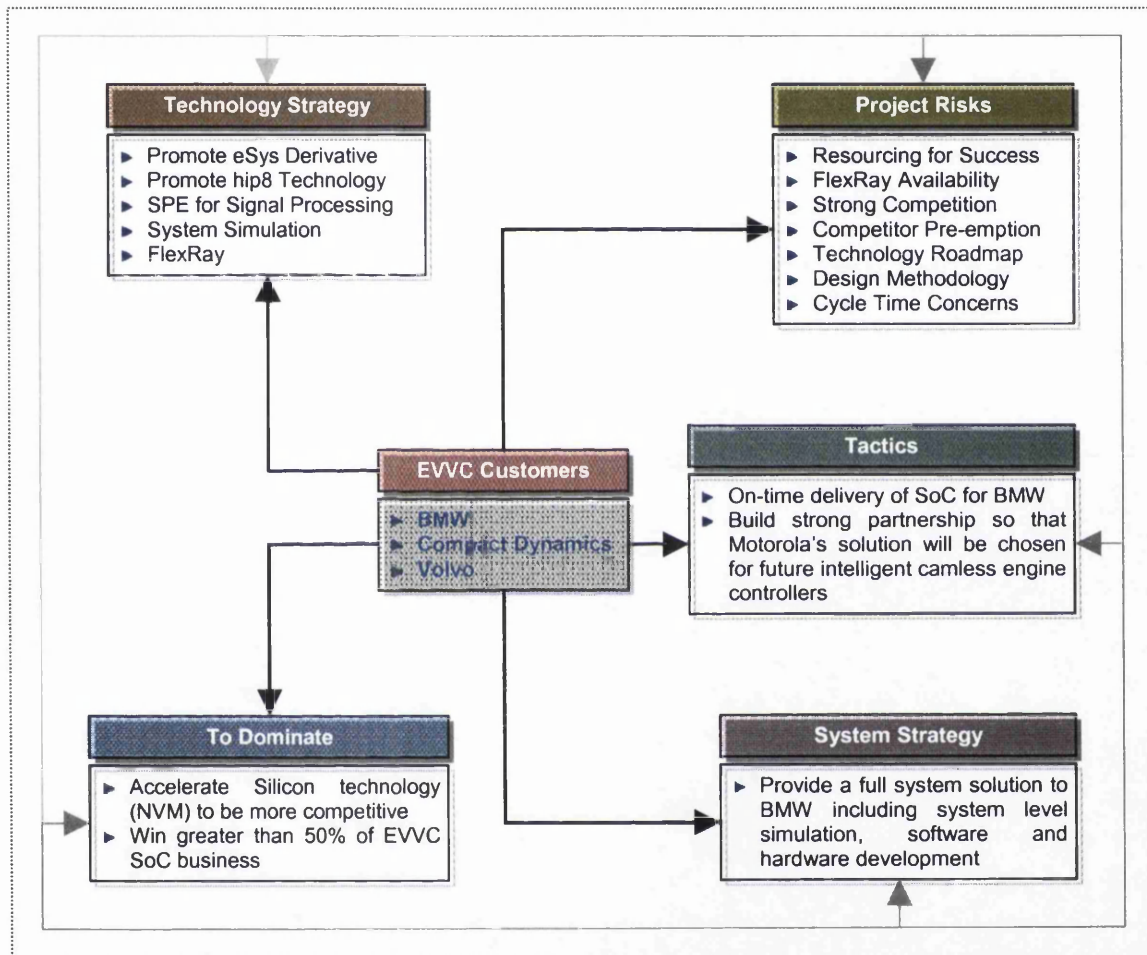 Technology Strategy
Promote eSys Derivative
Promote hip8 Technology
SPE for Signal Processing
System Simulation
FlexRay
Project Risks
Resourcing for Success
FlexRay Availability
Strong Competition
Competitor Pre-emption
Technology Roadmap
Design Methodology
Cycle Time Concerns
EVVC Customers
BMW
Compact Dynamics
Volvo
Tactics
On-time delivery of SoC for BMW
Build strong partnership so that
Motorola's solution will be chosen
for future intelligent camless engine
controllers
To Dominate
Accelerate Silicon technology
(NVM) to be more competitive
Win greater than 50% of EVVC
SoC business
System Strategy
Provide a full system solution to
BMW including system level
simulation, software and
hardware development